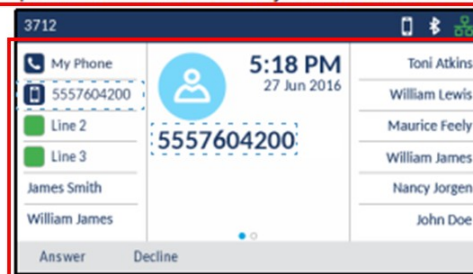 3712
My Phone
5557604200
Line 2
Line 3
James Smith
William James
5:18 PM
27 Jun 2016
5557604200
Toni Atkins
William Lewis
Maurice Feely
William James
Nancy Jorgen
John Doe
Answer Decline